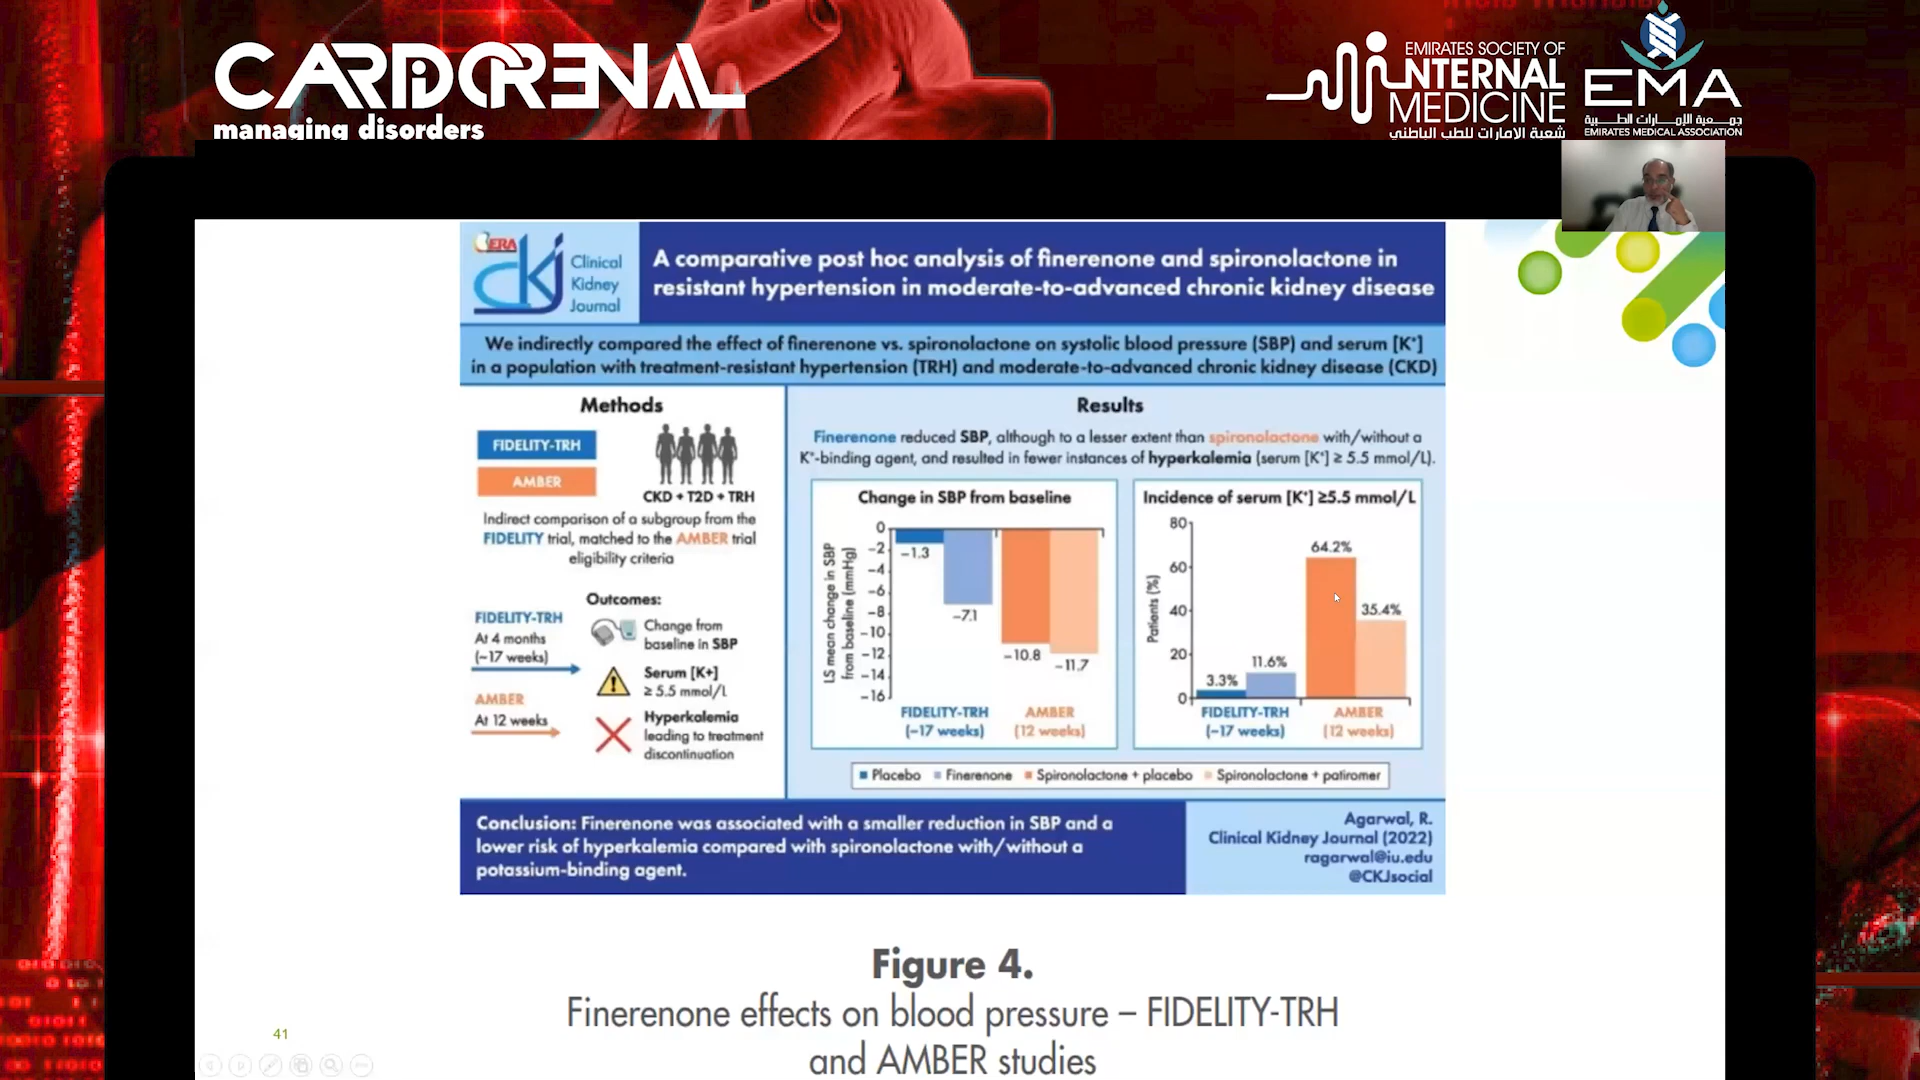 CARDIORENAL
managing disorders
EMIRATES SOCIETY OF
INTERNAL
MEDICINE
شعبة الامارات للطب الباطني
EMA
جمعية الإمارات الطبية
EMIRATES MEDICAL ASSOCIATION
ERA
ckj
Clinical
Kidney
Journal
A comparative post hoc analysis of finerenone and spironolactone in
resistant hypertension in moderate-to-advanced chronic kidney disease
We indirectly compared the effect of finerenone vs. spironolactone on systolic blood pressure (SBP) and serum [K⁺]
in a population with treatment-resistant hypertension (TRH) and moderate-to-advanced chronic kidney disease (CKD)
Methods
FIDELITY-TRH
AMBER
CKD + T2D + TRH
Indirect comparison of a subgroup from the
FIDELITY trial, matched to the AMBER trial
eligibility criteria
Outcomes:
FIDELITY-TRH
At 4 months
(~17 weeks)
AMBER
At 12 weeks
Change from
baseline in SBP
Serum [K+]
≥ 5.5 mmol/L
Hyperkalemia
leading to treatment
discontinuation
Results
Finerenone reduced SBP, although to a lesser extent than spironolactone with/without a
K⁺-binding agent, and resulted in fewer instances of hyperkalemia (serum [K⁺] ≥ 5.5 mmol/L).
Change in SBP from baseline
LS mean change in SBP
from baseline (mmHg)
0
−2
−4
−6
−8
−10
−12
−14
−16
−1.3
−7.1
−10.8
−11.7
FIDELITY-TRH
(~17 weeks)
AMBER
(12 weeks)
Incidence of serum [K⁺] ≥5.5 mmol/L
Patients (%)
80
60
40
20
0
3.3%
11.6%
64.2%
35.4%
FIDELITY-TRH
(~17 weeks)
AMBER
(12 weeks)
Placebo Finerenone Spironolactone + placebo Spironolactone + patiromer
Conclusion: Finerenone was associated with a smaller reduction in SBP and a
lower risk of hyperkalemia compared with spironolactone with/without a
potassium-binding agent.
Agarwal, R.
Clinical Kidney Journal (2022)
ragarwal@iu.edu
@CKJsocial
Figure 4.
Finerenone effects on blood pressure – FIDELITY-TRH
and AMBER studies
41